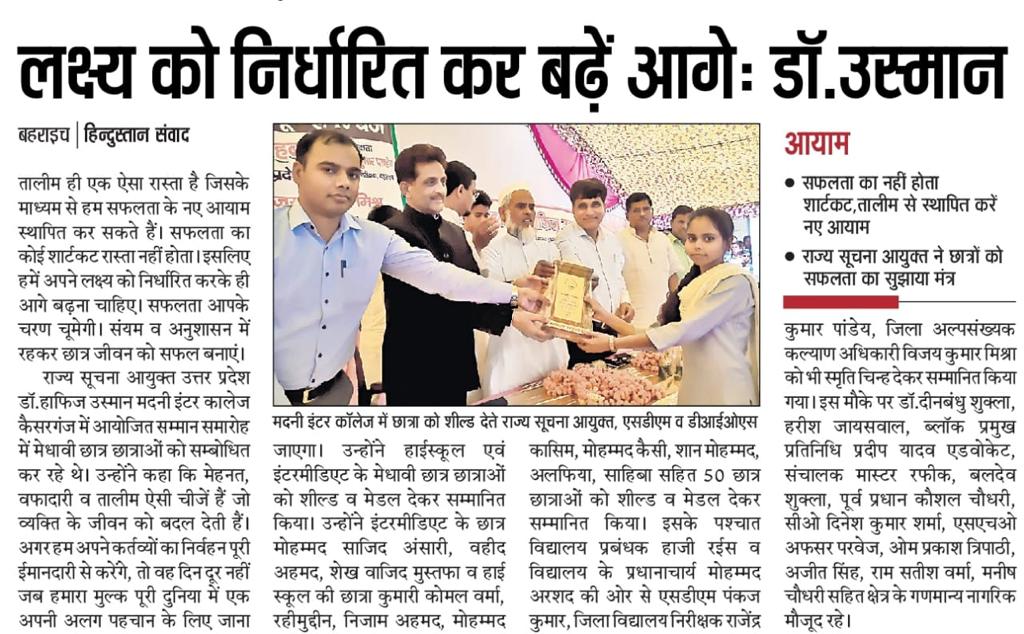 लक्ष्य को निर्धारित कर बढ़ें आगेः डॉ.उस्मान
बहराइच | हिन्दुस्तान संवाद
तालीम ही एक ऐसा रास्ता है जिसके
माध्यम से हम सफलता के नए आयाम
स्थापित कर सकते हैं। सफलता का
कोई शार्टकट रास्ता नहीं होता। इसलिए
हमें अपने लक्ष्य को निर्धारित करके ही
आगे बढ़ना चाहिए। सफलता आपके
चरण चूमेगी। संयम व अनुशासन में
रहकर छात्र जीवन को सफल बनाएं।
राज्य सूचना आयुक्त उत्तर प्रदेश
डॉ.हाफिज उस्मान मदनी इंटर कालेज
कैसरगंज में आयोजित सम्मान समारोह
में मेधावी छात्र छात्राओं को सम्बोधित
कर रहे थे। उन्होंने कहा कि मेहनत,
वफादारी व तालीम ऐसी चीजें हैं जो
व्यक्ति के जीवन को बदल देती हैं।
अगर हम अपने कर्तव्यों का निर्वहन पूरी
ईमानदारी से करेंगे, तो वह दिन दूर नहीं
जब हमारा मुल्क पूरी दुनिया में एक
अपनी अलग पहचान के लिए जाना
मदनी इंटर कॉलेज में छात्रा को शील्ड देते राज्य सूचना आयुक्त, एसडीएम व डीआईओएस
जाएगा। उन्होंने हाईस्कूल एवं
इंटरमीडिएट के मेधावी छात्र छात्राओं
को शील्ड व मेडल देकर सम्मानित
किया। उन्होंने इंटरमीडिएट के छात्र
मोहम्मद साजिद अंसारी, वहीद
अहमद, शेख वाजिद मुस्तफा व हाई
स्कूल की छात्रा कुमारी कोमल वर्मा,
रहीमुद्दीन, निजाम अहमद, मोहम्मद
कासिम, मोहम्मद कैसी, शान मोहम्मद,
अलफिया, साहिबा सहित 50 छात्र
छात्राओं को शील्ड व मेडल देकर
सम्मानित किया। इसके पश्चात
विद्यालय प्रबंधक हाजी रईस व
विद्यालय के प्रधानाचार्य मोहम्मद
अरशद की ओर से एसडीएम पंकज
कुमार, जिला विद्यालय निरीक्षक राजेंद्र
आयाम
• सफलता का नहीं होता
शार्टकट,तालीम से स्थापित करें
नए आयाम
• राज्य सूचना आयुक्त ने छात्रों को
सफलता का सुझाया मंत्र
कुमार पांडेय, जिला अल्पसंख्यक
कल्याण अधिकारी विजय कुमार मिश्रा
को भी स्मृति चिन्ह देकर सम्मानित किया
गया। इस मौके पर डॉ.दीनबंधु शुक्ला,
हरीश जायसवाल, ब्लॉक प्रमुख
प्रतिनिधि प्रदीप यादव एडवोकेट,
संचालक मास्टर रफीक, बलदेव
शुक्ला, पूर्व प्रधान कौशल चौधरी,
सीओ दिनेश कुमार शर्मा, एसएचओ
अफसर परवेज, ओम प्रकाश त्रिपाठी,
अजीत सिंह, राम सतीश वर्मा, मनीष
चौधरी सहित क्षेत्र के गणमान्य नागरिक
मौजूद रहे।